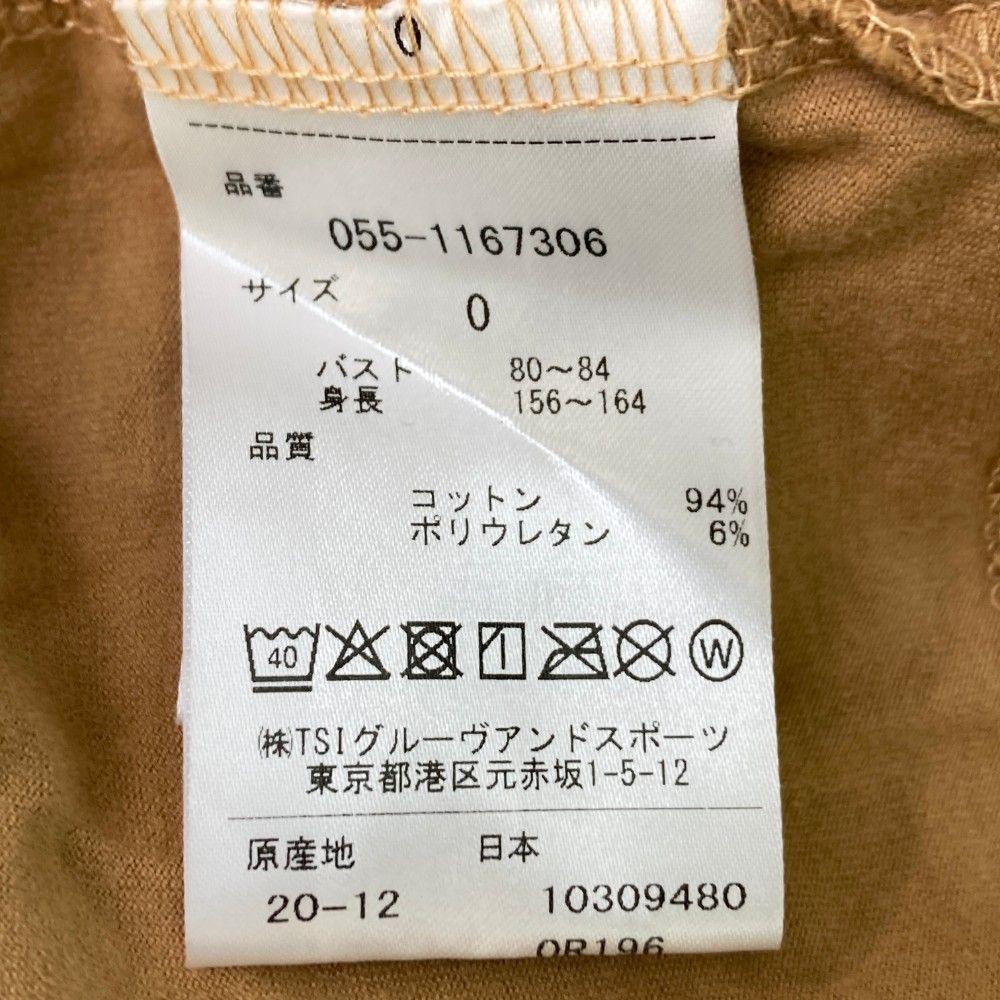 0
品番
055-1167306
サイズ
0
バスト 80～84
身長 156～164
品質
コットン 94%
ポリウレタン 6%
40 W
㈱TSIグルーヴアンドスポーツ
東京都港区元赤坂1-5-12
原産地 日本
20-12 10309480
OR196